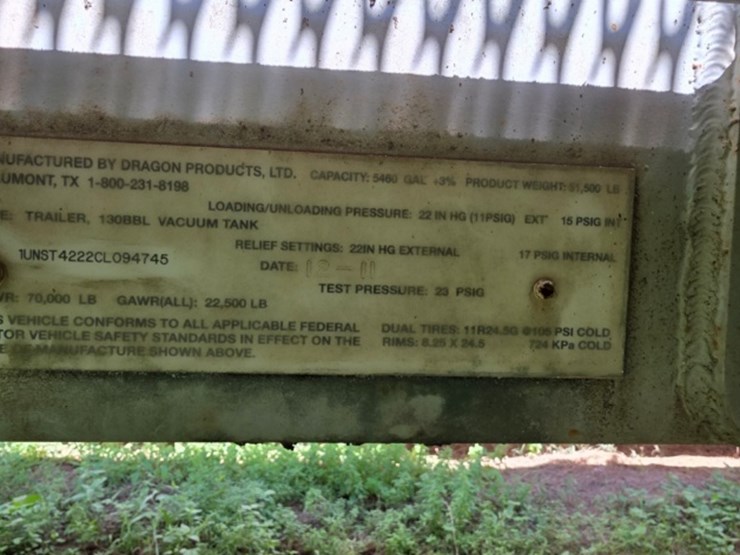 NUFACTURED BY DRAGON PRODUCTS, LTD. CAPACITY: 5460 GAL +3% PRODUCT WEIGHT: 51,500 LB
UMONT, TX 1-800-231-8198
LOADING/UNLOADING PRESSURE: 22 IN HG (11PSIG) EXT 15 PSIG INT
E: TRAILER, 130BBL VACUUM TANK
RELIEF SETTINGS: 22IN HG EXTERNAL 17 PSIG INTERNAL
1UNST4222CL094745
DATE: - 11
TEST PRESSURE: 23 PSIG
WR: 70,000 LB GAWR(ALL): 22,500 LB
S VEHICLE CONFORMS TO ALL APPLICABLE FEDERAL DUAL TIRES: 11R24.5G @105 PSI COLD
TOR VEHICLE SAFETY STANDARDS IN EFFECT ON THE RIMS: 8.25 X 24.5 724 KPa COLD
E OF MANUFACTURE SHOWN ABOVE.